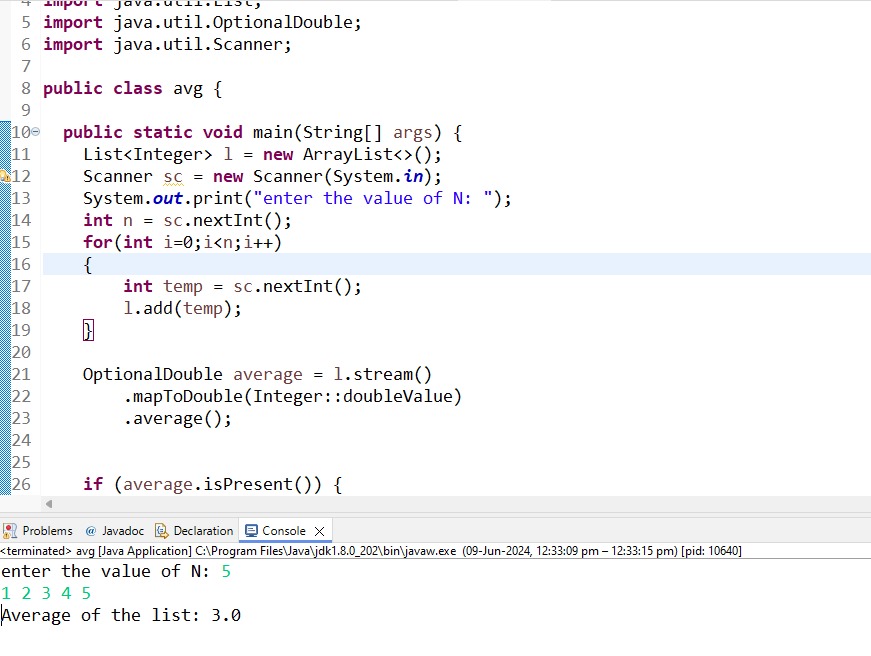 4 import java.util.List;
5 import java.util.OptionalDouble;
6 import java.util.Scanner;
7
8 public class avg {
9
10 public static void main(String[] args) {
11 List<Integer> l = new ArrayList<>();
12 Scanner sc = new Scanner(System.in);
13 System.out.print("enter the value of N: ");
14 int n = sc.nextInt();
15 for(int i=0;i<n;i++)
16 {
17 int temp = sc.nextInt();
18 l.add(temp);
19 }
20
21 OptionalDouble average = l.stream()
22 .mapToDouble(Integer::doubleValue)
23 .average();
24
25
26 if (average.isPresent()) {
Problems @ Javadoc Declaration Console
<terminated> avg [Java Application] C:\Program Files\Java\jdk1.8.0_202\bin\javaw.exe (09-Jun-2024, 12:33:09 pm – 12:33:15 pm) [pid: 10640]
enter the value of N: 5
1 2 3 4 5
Average of the list: 3.0